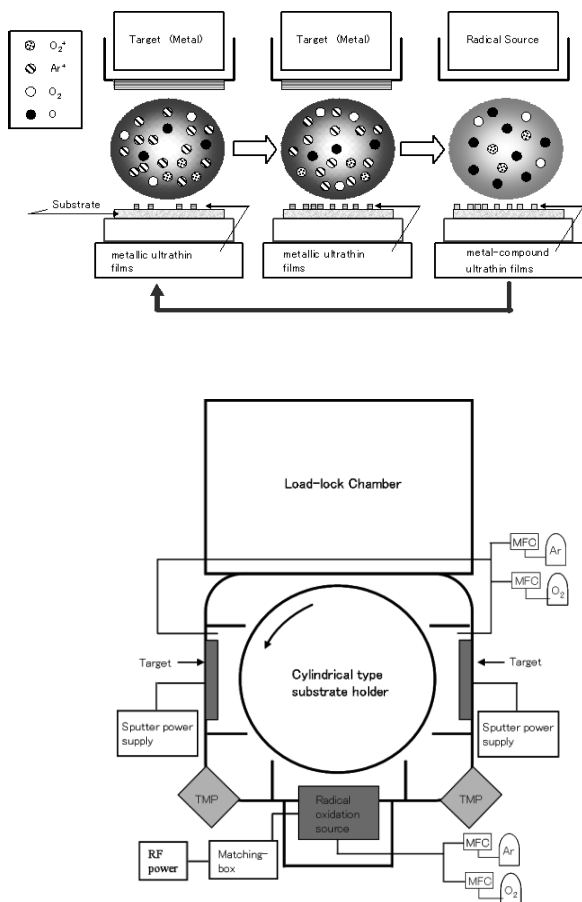 Target (Metal)
Target (Metal)
Radical Source
O₂⁺
Ar⁺
O₂
O
Substrate
metallic ultrathin
films
metallic ultrathin
films
metal-compound
ultrathin films
Load-lock Chamber
MFC
Ar
MFC
O₂
Target
Cylindrical type
substrate holder
Target
Sputter power
supply
Sputter power
supply
TMP
Radical
oxidation
source
TMP
RF
power
Matching-
box
MFC
Ar
MFC
O₂